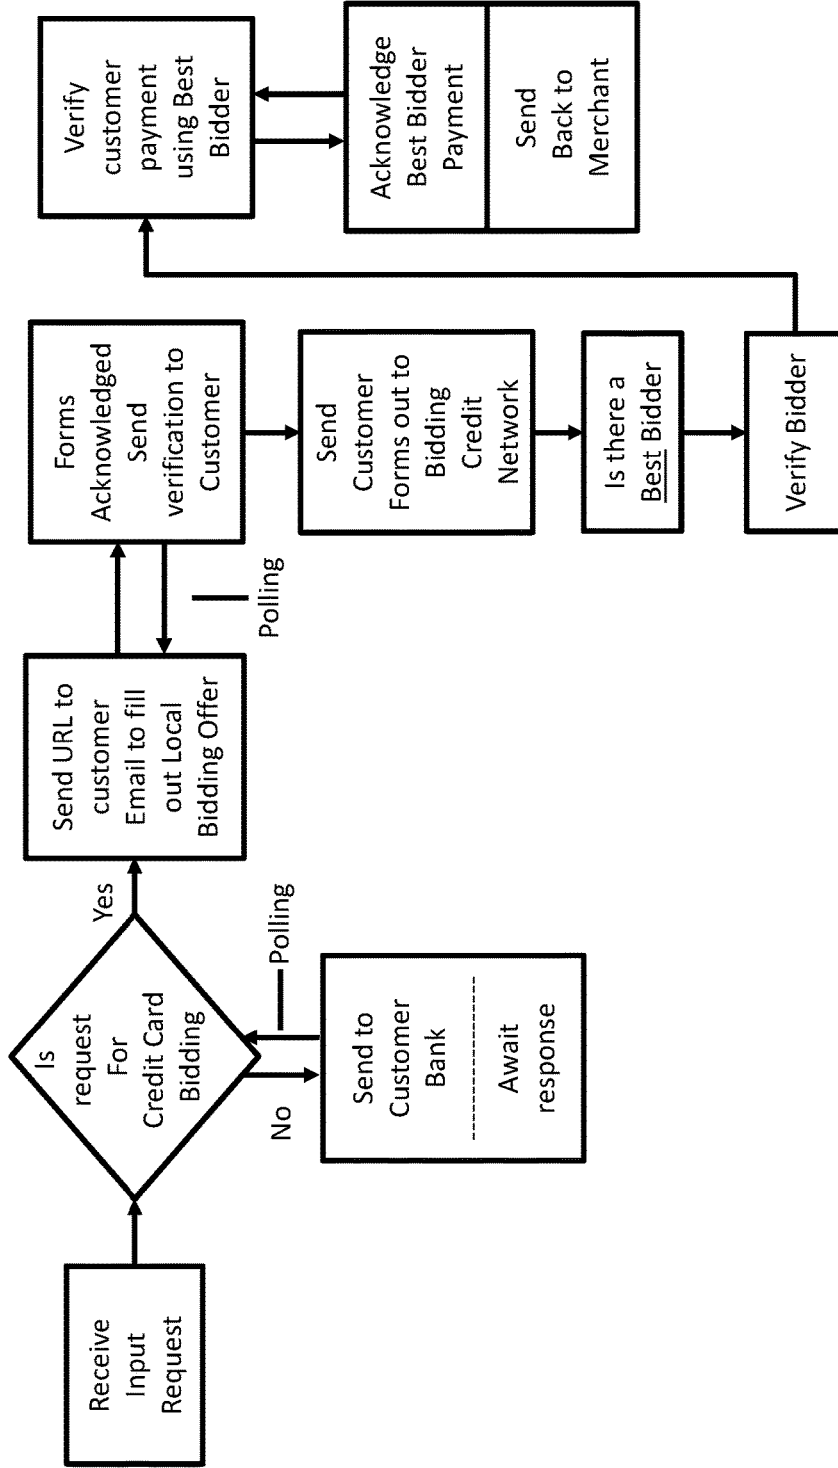 Receive
Input
Request
Is
request
For
Credit Card
Bidding
Yes
No
Polling
Send to
Customer
Bank
Await
response
Send URL to
customer
Email to fill
out Local
Bidding Offer
Polling
Forms
Acknowledged
Send
verification to
Customer
Send
Customer
Forms out to
Bidding
Credit
Network
Is there a
Best Bidder
Verify Bidder
Verify
customer
payment
using Best
Bidder
Acknowledge
Best Bidder
Payment
Send
Back to
Merchant